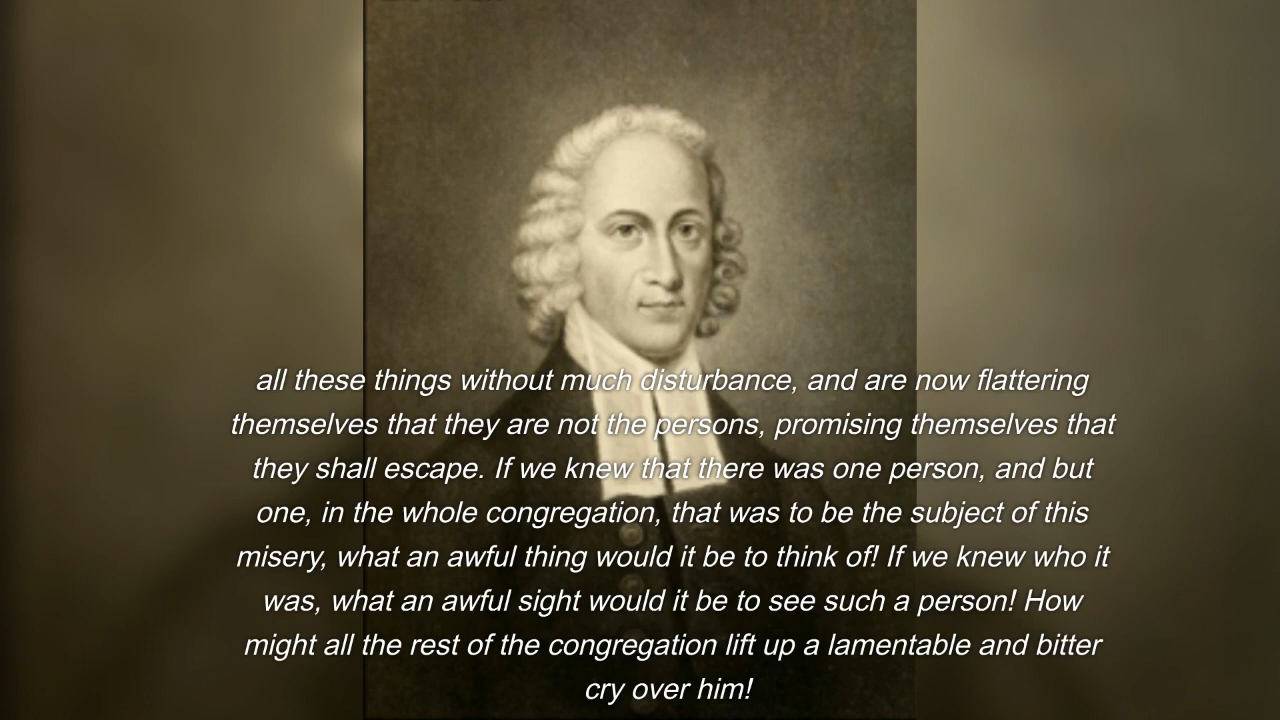 all these things without much disturbance, and are now flattering
themselves that they are not the persons, promising themselves that
they shall escape. If we knew that there was one person, and but
one, in the whole congregation, that was to be the subject of this
misery, what an awful thing would it be to think of! If we knew who it
was, what an awful sight would it be to see such a person! How
might all the rest of the congregation lift up a lamentable and bitter
cry over him!